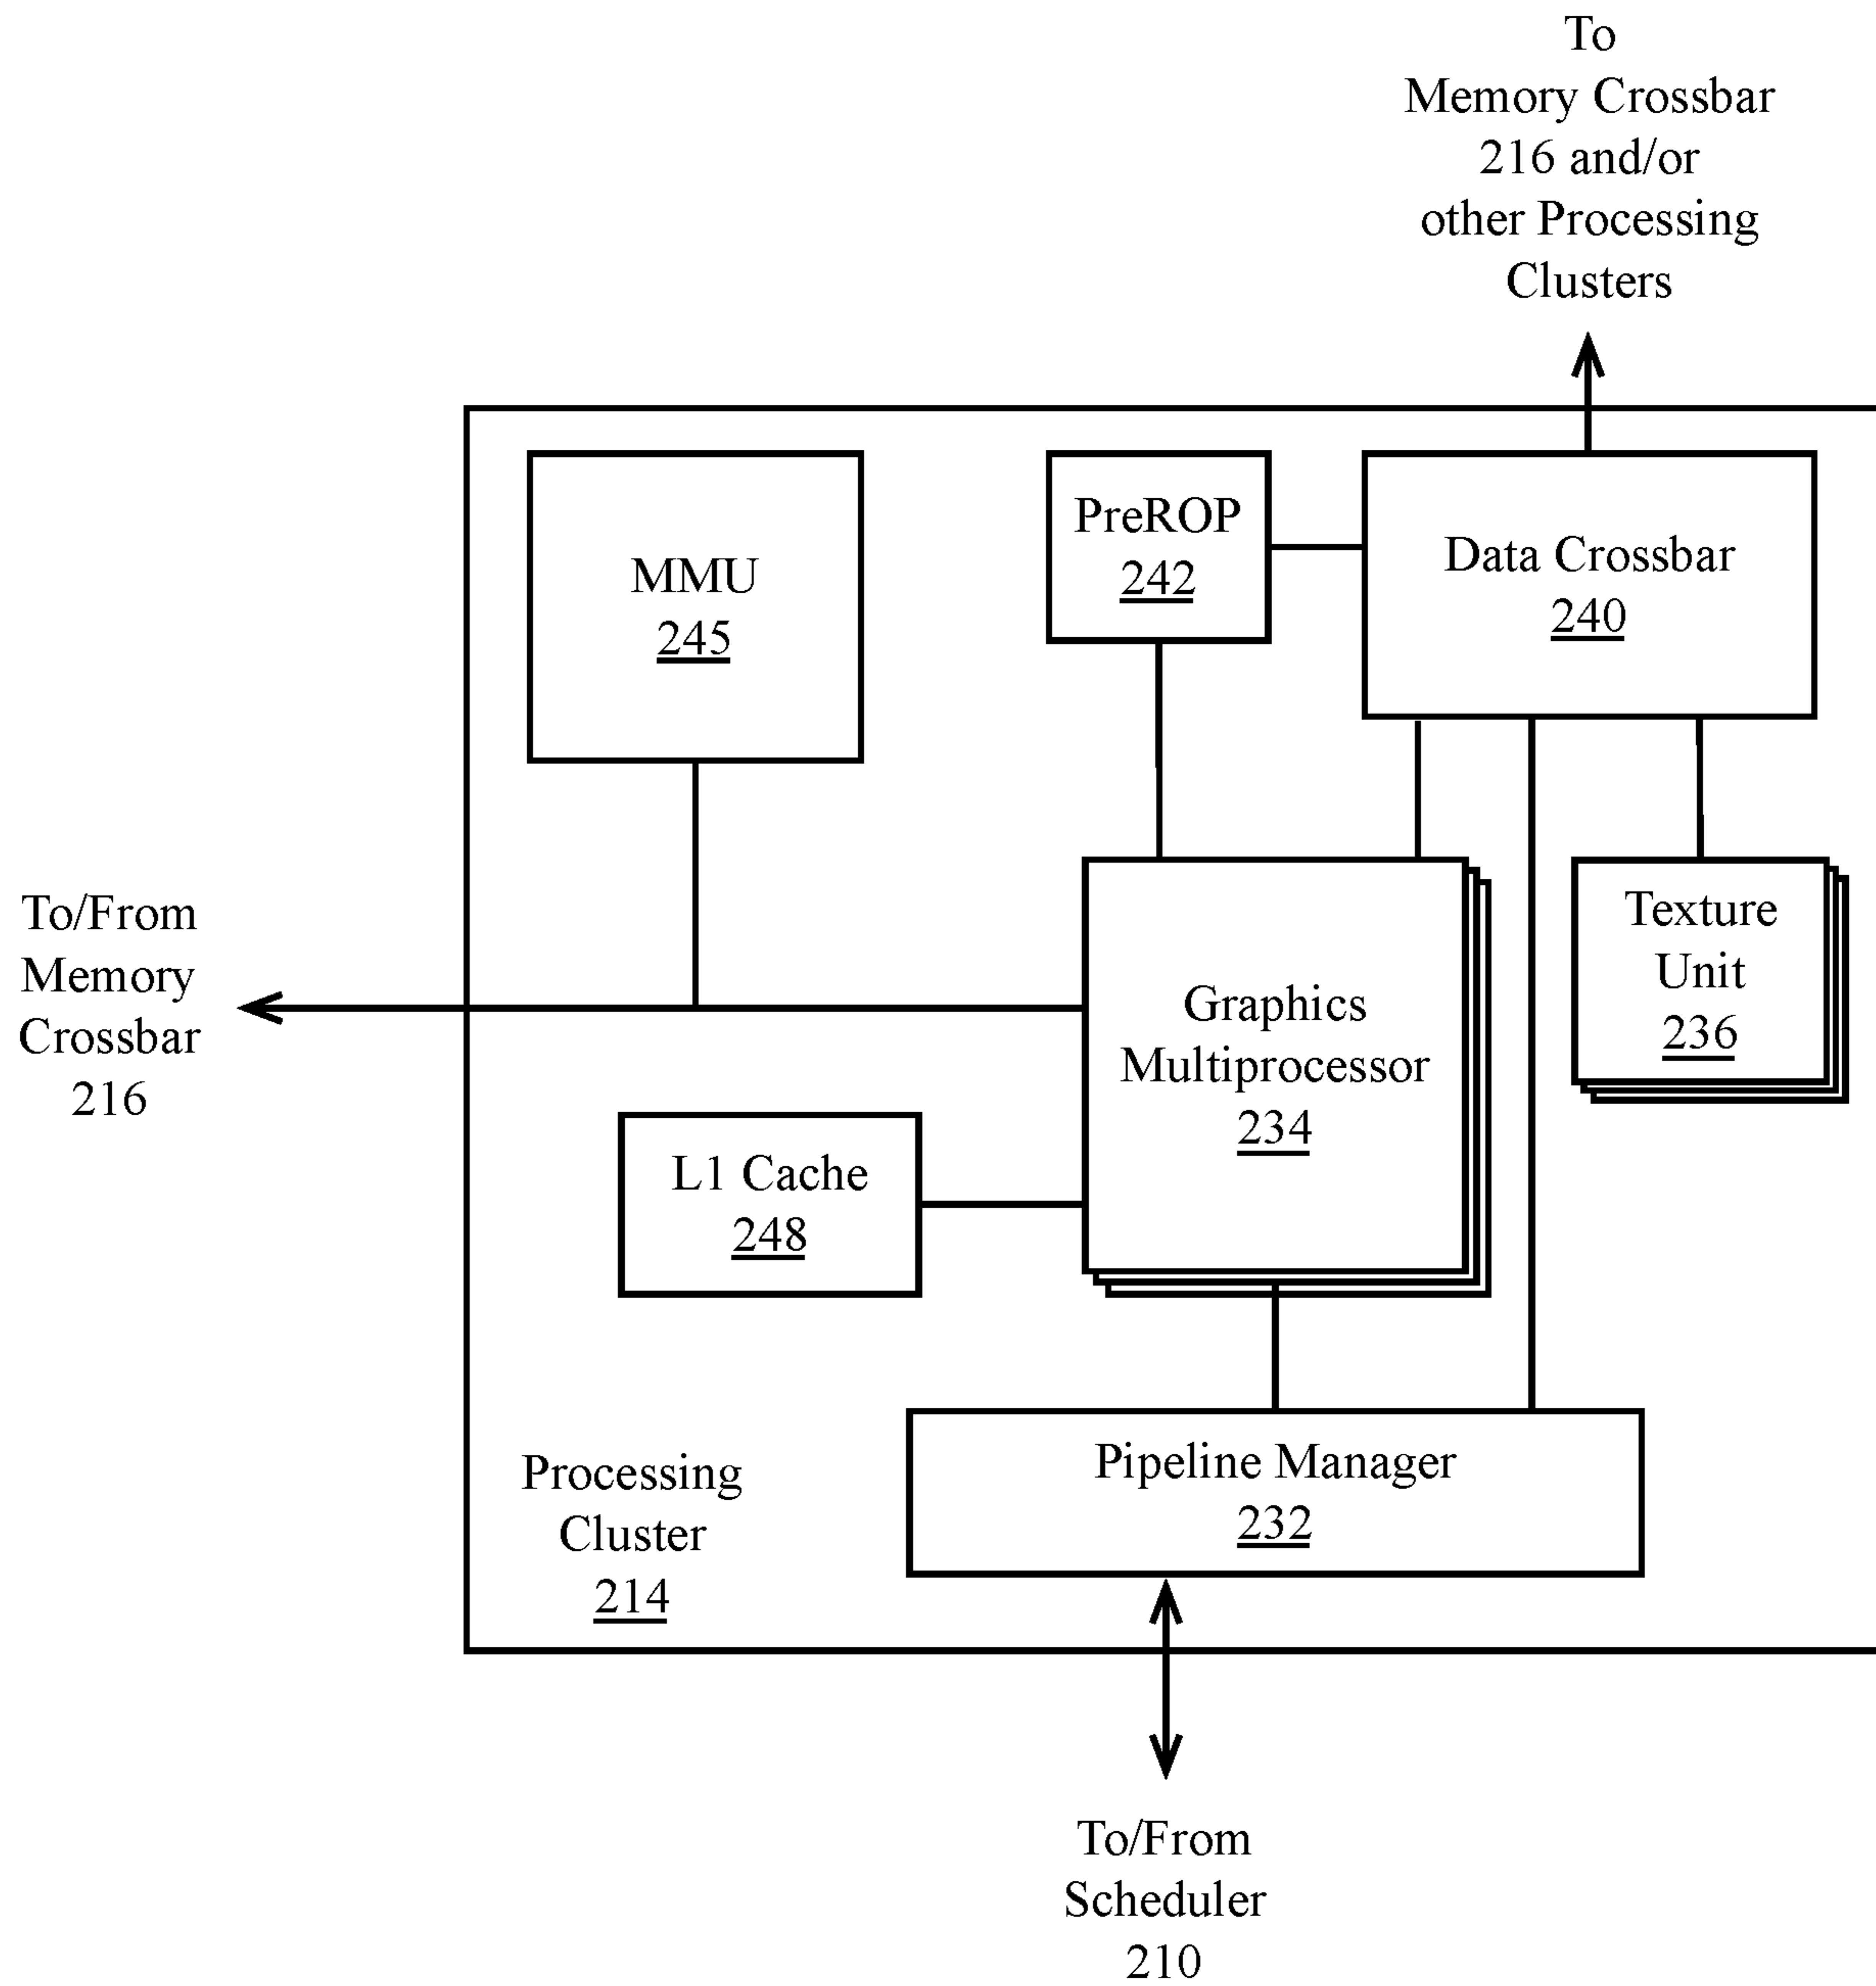 To
Memory Crossbar
216 and/or
other Processing
Clusters
MMU
245
PreROP
242
Data Crossbar
240
To/From
Memory
Crossbar
216
Texture
Unit
236
Graphics
Multiprocessor
234
L1 Cache
248
Pipeline Manager
232
Processing
Cluster
214
To/From
Scheduler
210